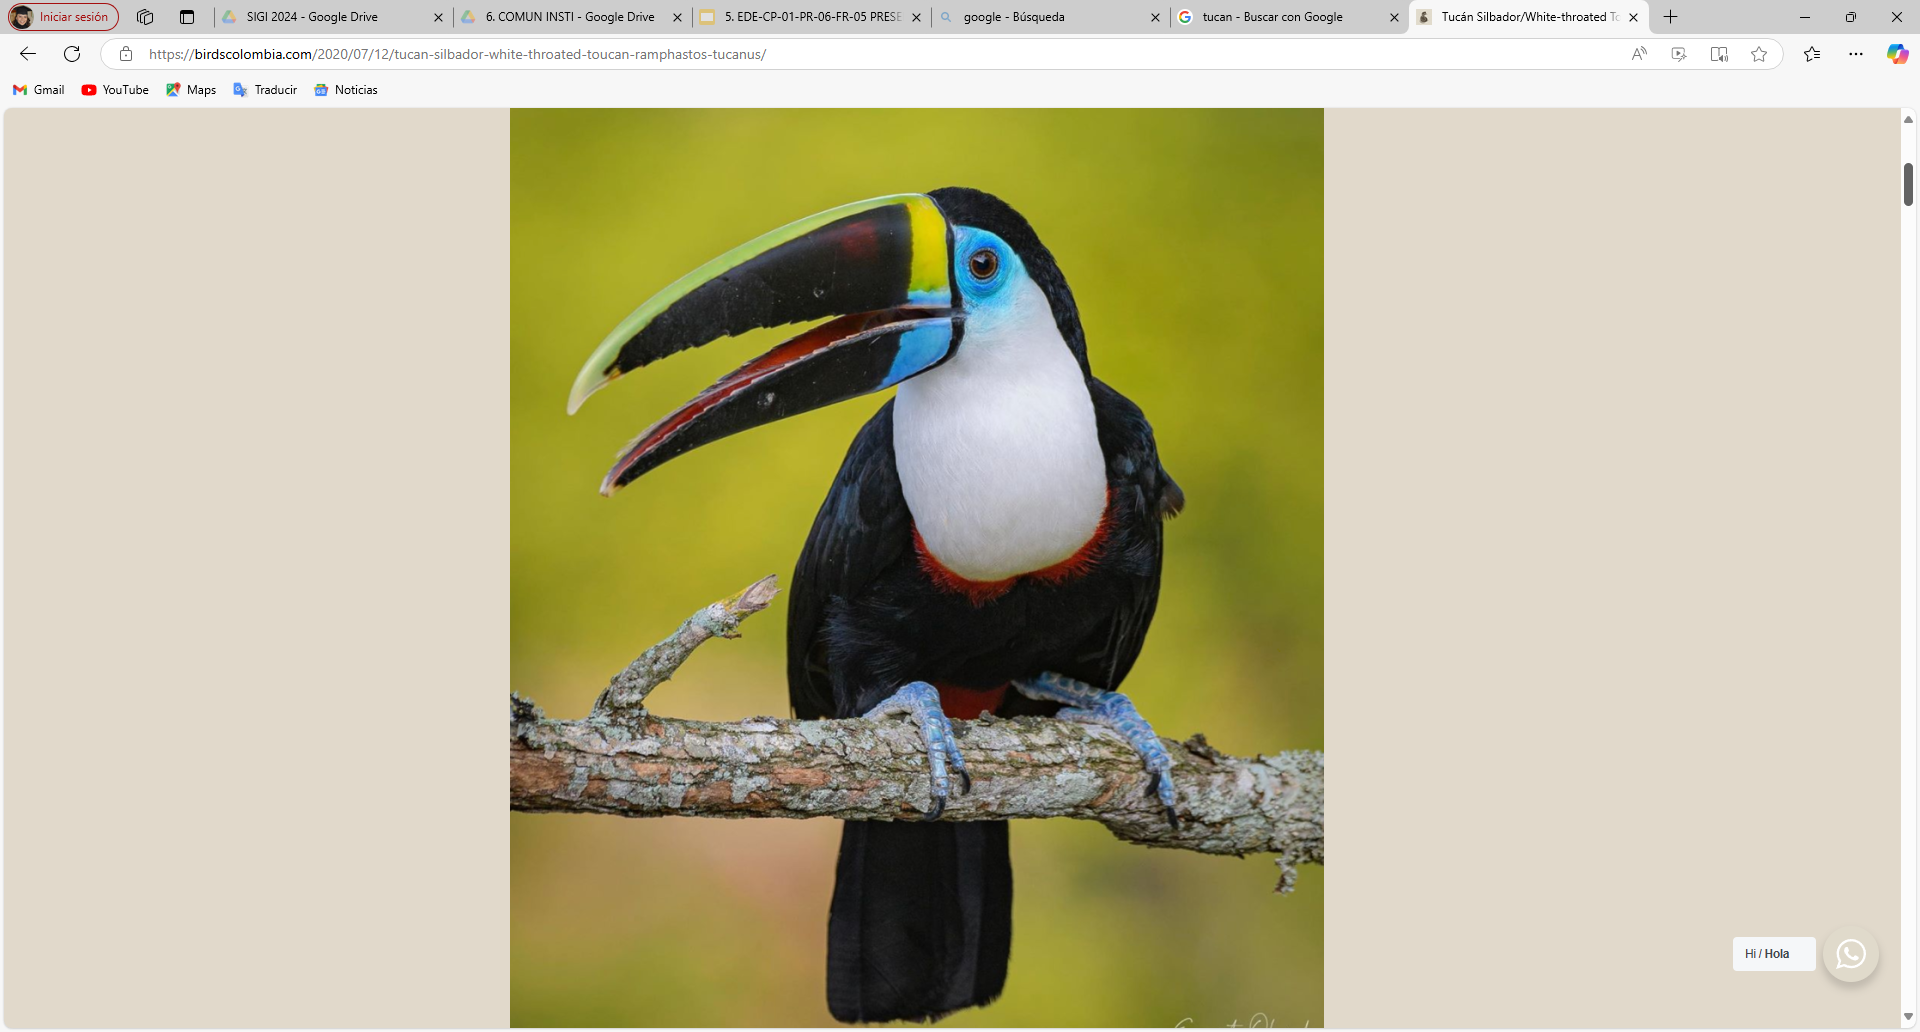 Iniciar sesión
SIGI 2024 - Google Drive
6. COMUN INSTI - Google Drive
5. EDE-CP-01-PR-06-FR-05 PRESE
google - Búsqueda
tucan - Buscar con Google
Tucán Silbador/White-throated To
https://birdscolombia.com/2020/07/12/tucan-silbador-white-throated-toucan-ramphastos-tucanus/
Gmail
YouTube
Maps
Traducir
Noticias
Hi / Hola